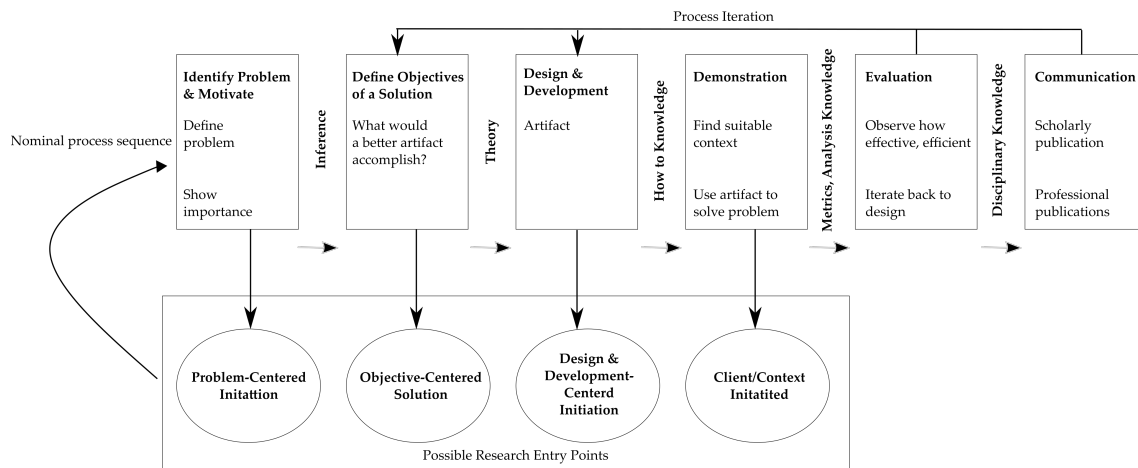 Process Iteration
Nominal process sequence
Identify Problem
& Motivate
Define
problem
Show
importance
Inference
Define Objectives
of a Solution
What would
a better artifact
accomplish?
Theory
Design &
Development
Artifact
How to Knowledge
Demonstration
Find suitable
context
Use artifact to
solve problem
Metrics, Analysis Knowledge
Evaluation
Observe how
effective, efficient
Iterate back to
design
Disciplinary Knowledge
Communication
Scholarly
publication
Professional
publications
Problem-Centered
Initattion
Objective-Centered
Solution
Design &
Development-
Centerd
Initiation
Client/Context
Initatited
Possible Research Entry Points